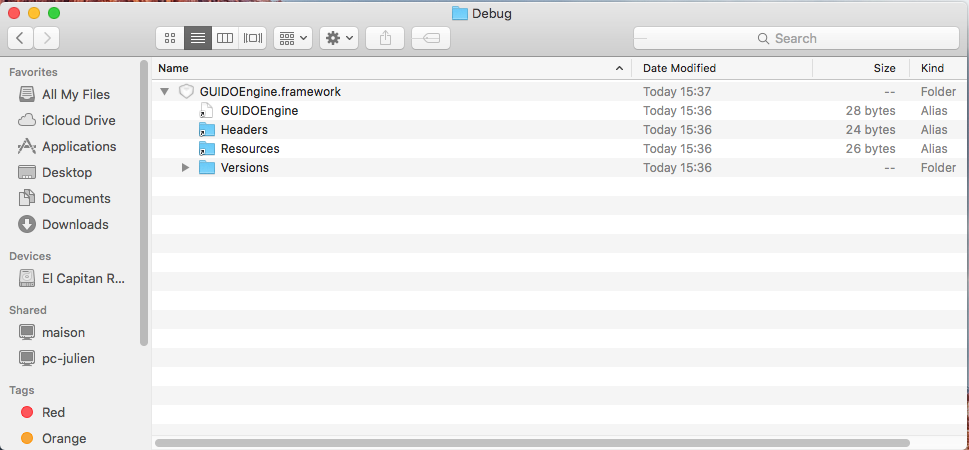 Debug
Search
Favorites
All My Files
iCloud Drive
Applications
Desktop
Documents
Downloads
Devices
El Capitan R...
Shared
maison
pc-julien
Tags
Red
Orange
Name Date Modified Size Kind
GUIDOEngine.framework Today 15:37 -- Folder
GUIDOEngine Today 15:36 28 bytes Alias
Headers Today 15:36 24 bytes Alias
Resources Today 15:36 26 bytes Alias
Versions Today 15:36 -- Folder